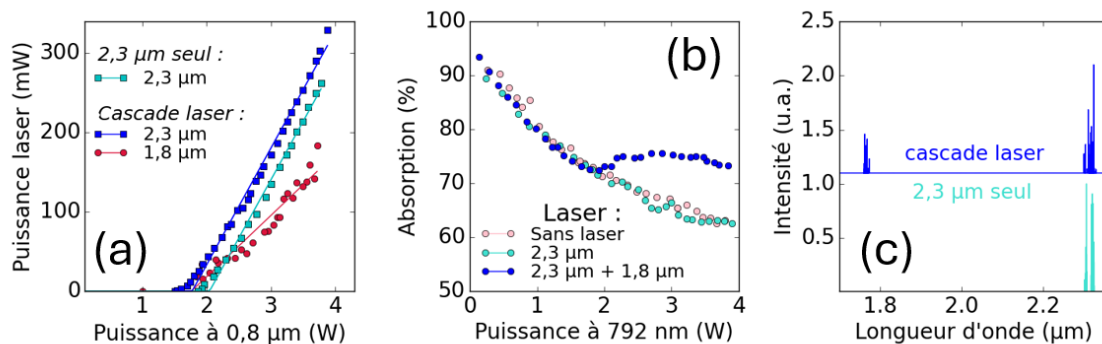 Puissance laser (mW)
300
200
100
0
2,3 µm seul :
2,3 µm
Cascade laser :
2,3 µm
1,8 µm
(a)
0 1 2 3 4
Puissance à 0,8 µm (W)
Absorption (%)
100
90
80
70
60
50
(b)
Laser :
Sans laser
2,3 µm
2,3 µm + 1,8 µm
0 1 2 3 4
Puissance à 792 nm (W)
Intensité (u.a.)
2.5
2.0
1.5
1.0
0.5
(c)
cascade laser
2,3 µm seul
1.8 2.0 2.2
Longueur d'onde (µm)